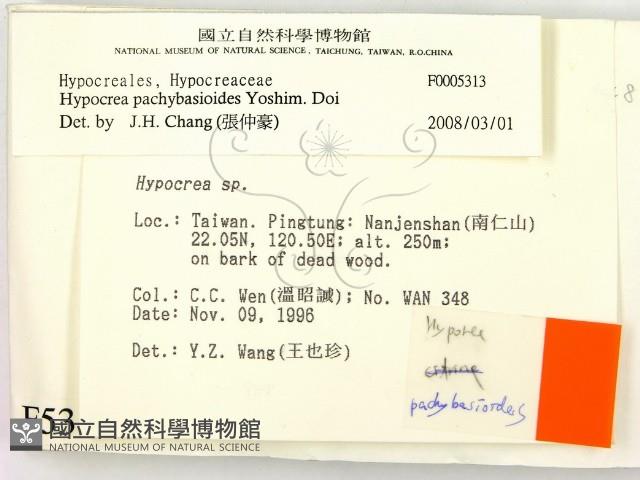 國立自然科學博物館
NATIONAL MUSEUM OF NATURAL SCIENCE, TAICHUNG, TAIWAN, R.O.CHINA
Hypocreales, Hypocreaceae F0005313
Hypocrea pachybasioides Yoshim. Doi
Det. by J.H. Chang(張仲豪) 2008/03/01
8
Hypocrea sp.
Loc.: Taiwan. Pingtung: Nanjenshan(南仁山)
22.05N, 120.50E; alt. 250m;
on bark of dead wood.
Col.: C.C. Wen(溫昭誠); No. WAN 348
Date: Nov. 09, 1996
Det.: Y.Z. Wang(王也珍)
pachybasioides
F53
國立自然科學博物館
NATIONAL MUSEUM OF NATURAL SCIENCE